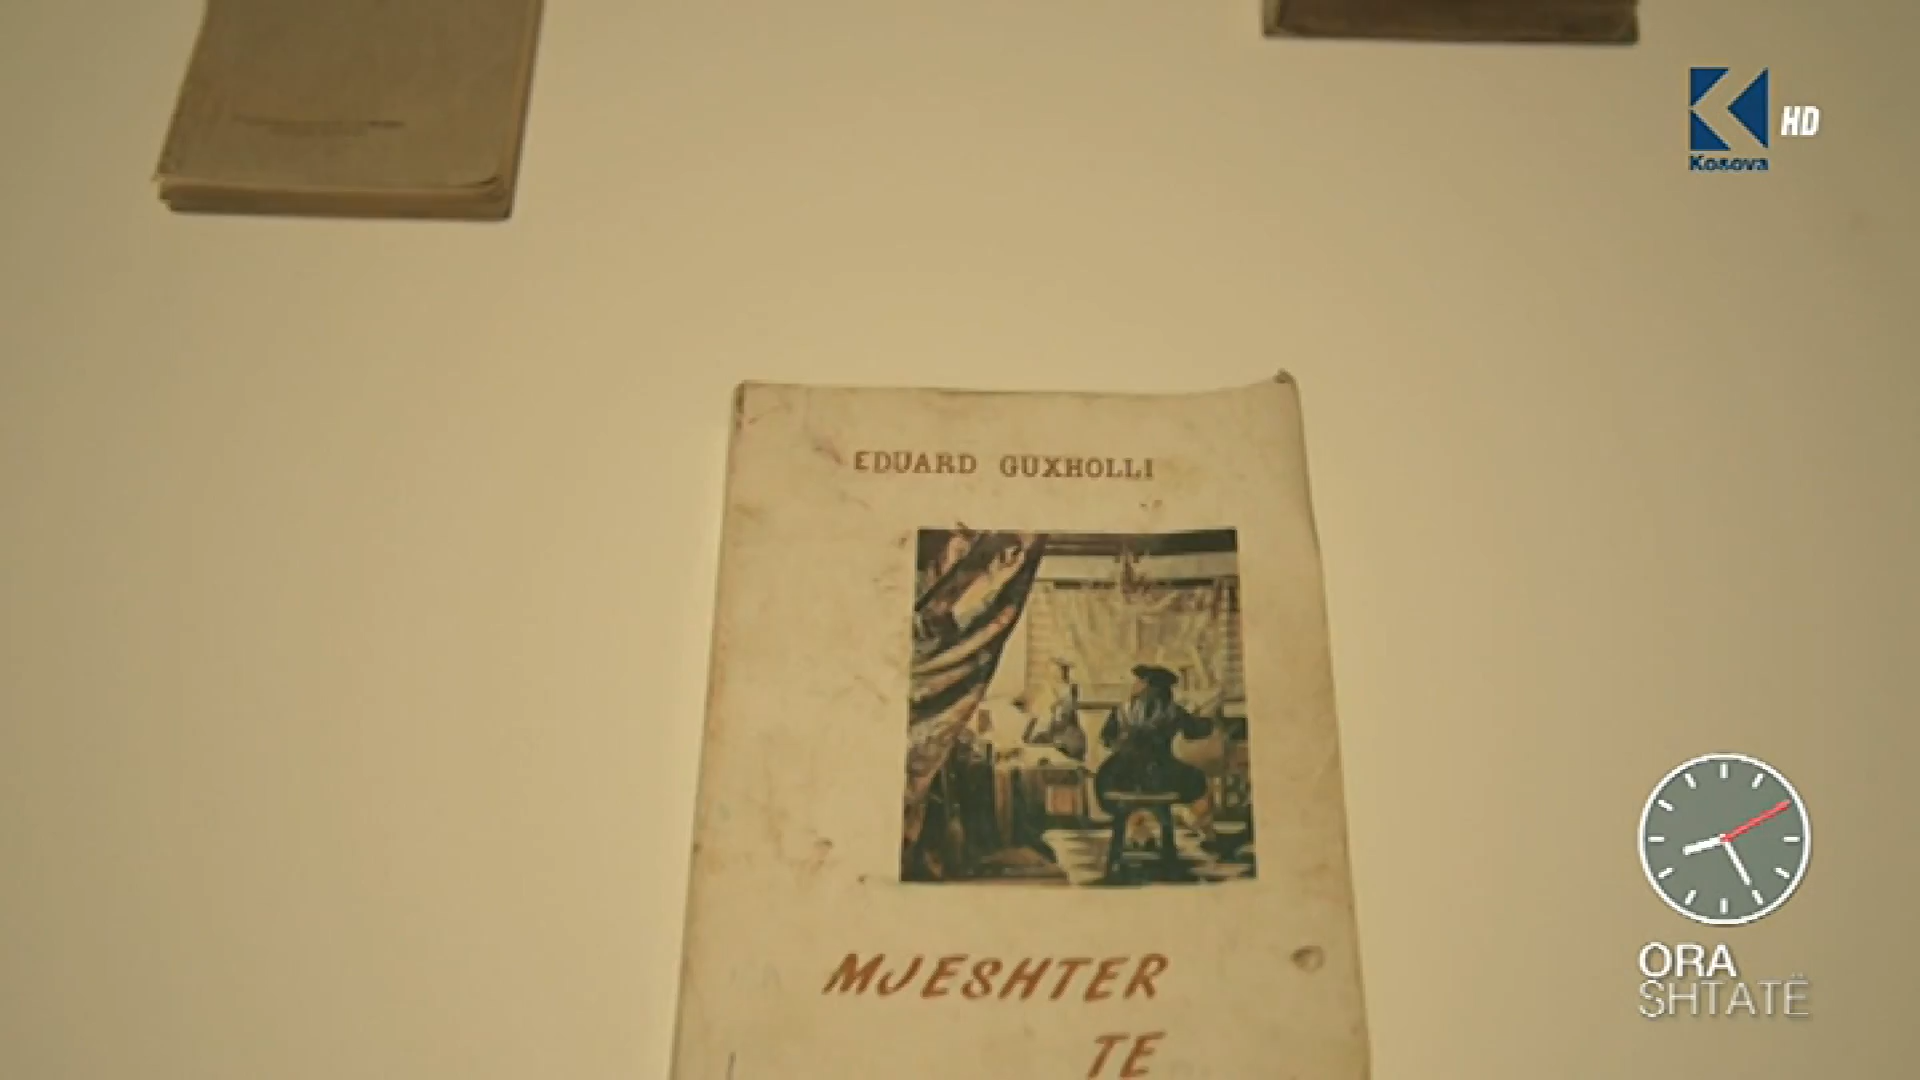 Kosova
HD
EDUARD GUXHOLLI
MJESHTER
TE
ORA
SHTATË